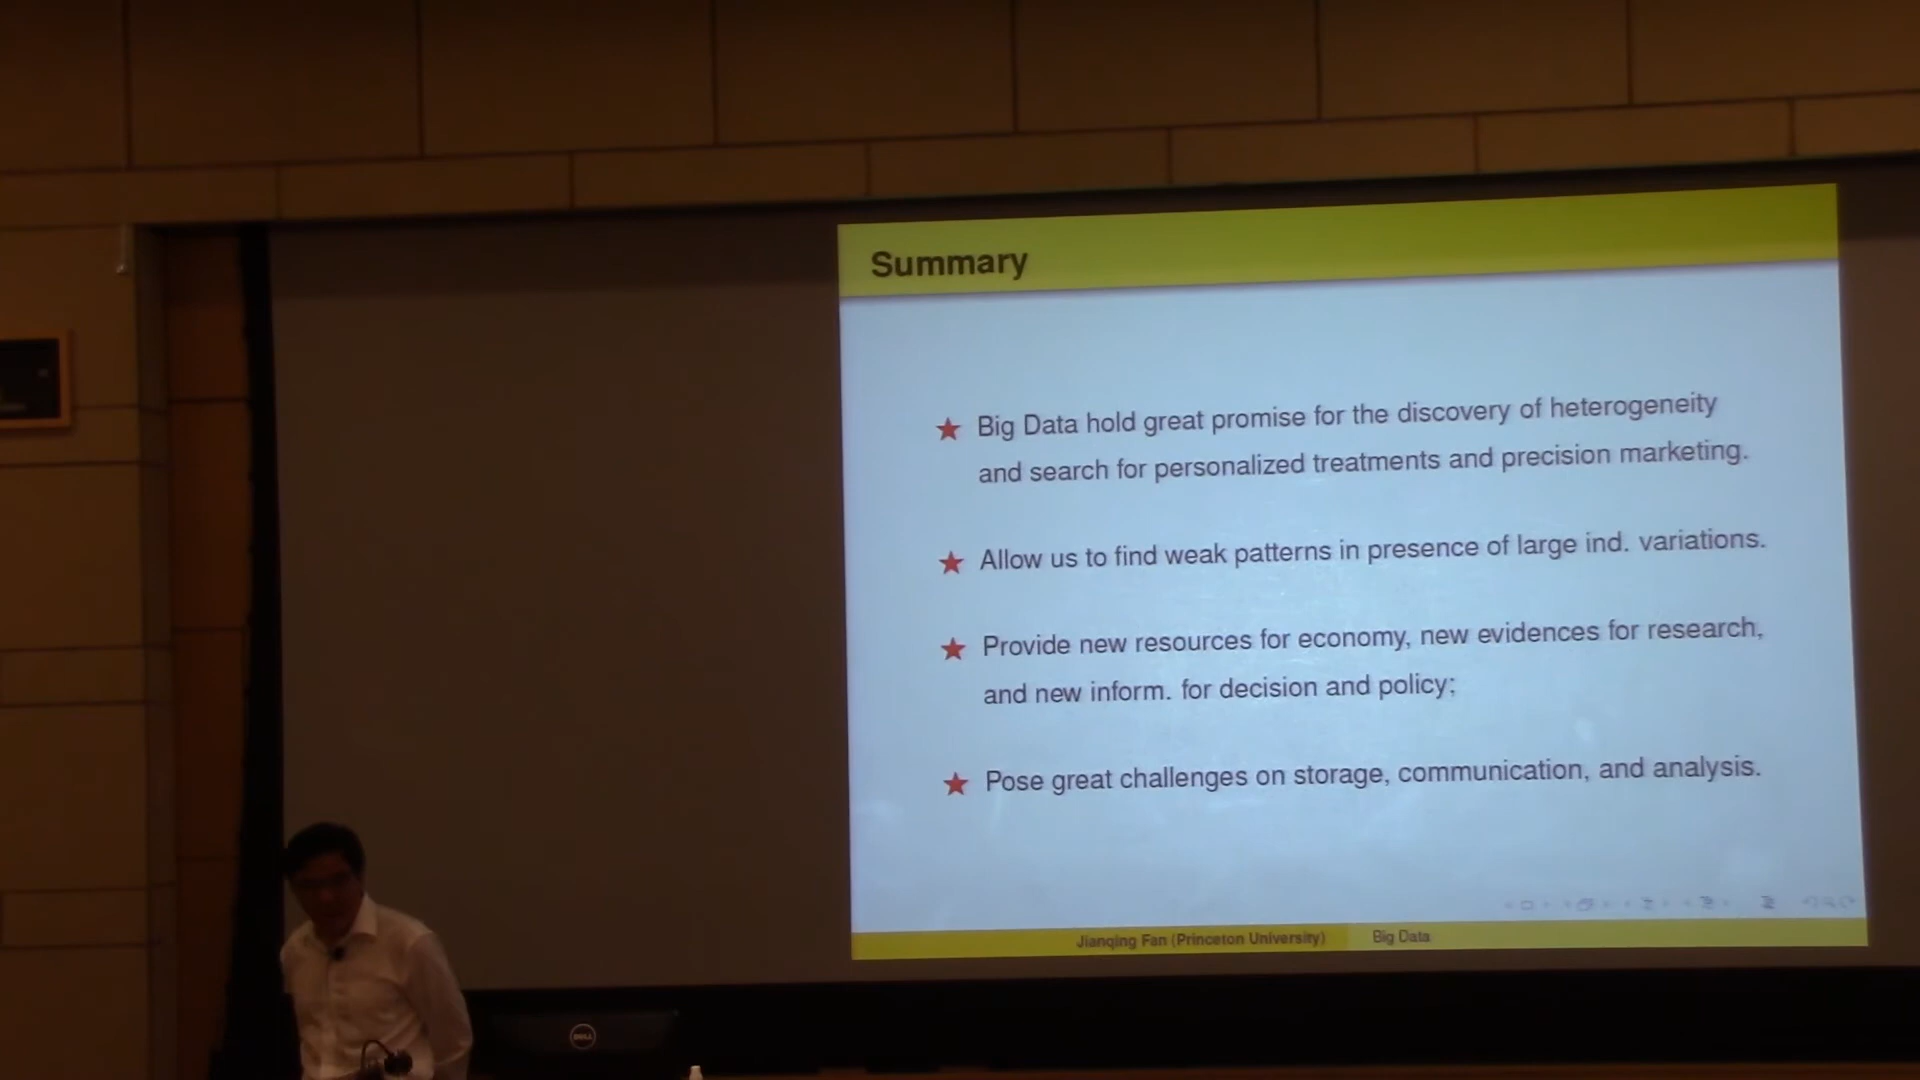 Summary
Big Data hold great promise for the discovery of heterogeneity
and search for personalized treatments and precision marketing.
Allow us to find weak patterns in presence of large ind. variations.
Provide new resources for economy, new evidences for research,
and new inform. for decision and policy;
Pose great challenges on storage, communication, and analysis.
Jianqing Fan (Princeton University) Big Data
DELL